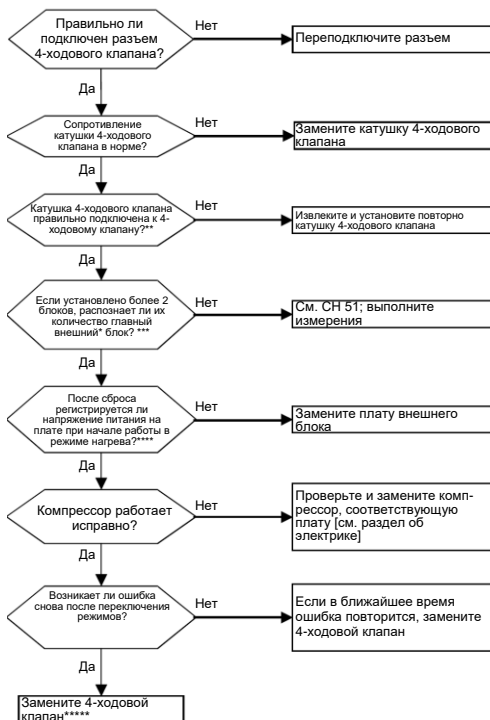 Правильно ли
подключен разъем
4-ходового клапана?
Нет
Переподключите разъем
Да
Сопротивление
катушки 4-ходового
клапана в норме?
Нет
Замените катушку 4-ходового
клапана
Да
Катушка 4-ходового клапана
правильно подключена к 4-
ходовому клапану?**
Нет
Извлеките и установите повторно
катушку 4-ходового клапана
Да
Если установлено более 2
блоков, распознает ли их
количество главный
внешний* блок? ***
Нет
См. CH 51; выполните
измерения
Да
После сброса
регистрируется ли
напряжение питания на
плате при начале работы в
режиме нагрева?****
Нет
Замените плату внешнего
блока
Да
Компрессор работает
исправно?
Нет
Проверьте и замените комп-
рессор, соответствующую
плату [см. раздел об
электрике]
Да
Возникает ли ошибка
снова после переключения
режимов?
Нет
Если в ближайшее время
ошибка повторится, замените
4-ходовой клапан
Да
Замените 4-ходовой
клапан*****